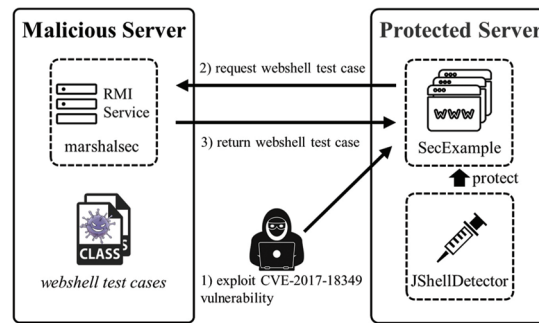 Malicious Server
Protected Server
2) request webshell test case
RMI
Service
marshalsec
WWW
SecExample
3) return webshell test case
protect
CLASS
webshell test cases
1) exploit CVE-2017-18349
vulnerability
JShellDetector